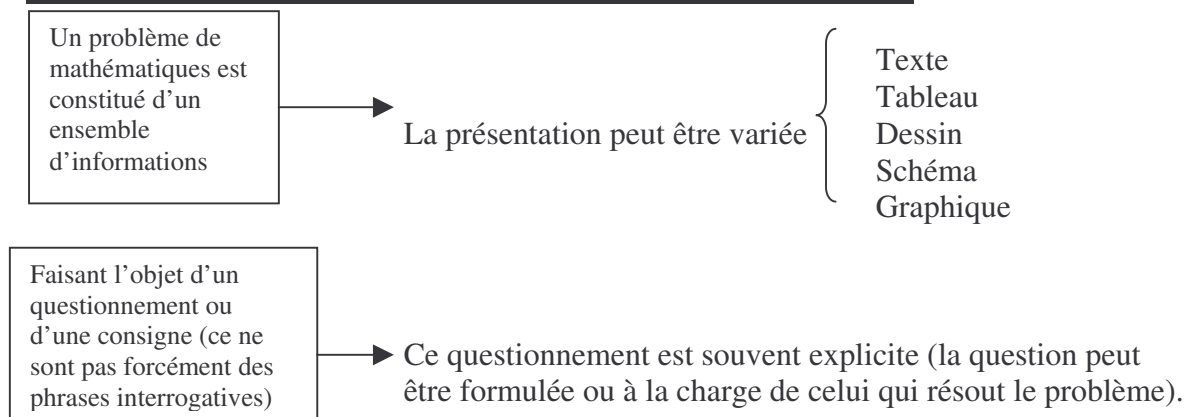 Un problème de
mathématiques est
constitué d’un
ensemble
d’informations
La présentation peut être variée
Texte
Tableau
Dessin
Schéma
Graphique
Faisant l’objet d’un
questionnement ou
d’une consigne (ce ne
sont pas forcément des
phrases interrogatives)
Ce questionnement est souvent explicite (la question peut
être formulée ou à la charge de celui qui résout le problème).